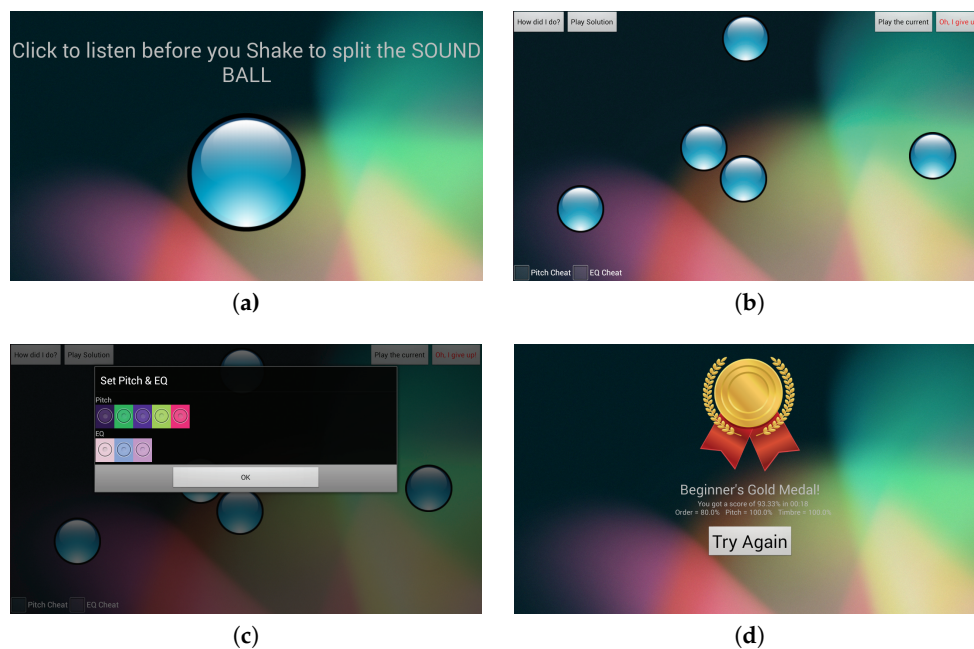 Click to listen before you Shake to split the SOUND
BALL
(a)
How did I do? Play Solution Play the current Oh, I give u
Pitch Cheat EQ Cheat
(b)
How did I do? Play Solution Play the current Oh, I give up!
Set Pitch & EQ
Pitch
EQ
OK
Pitch Cheat EQ Cheat
(c)
Beginner's Gold Medal!
You got a score of 93.33% in 00:18
Order = 80.0% Pitch = 100.0% Timbre = 100.0%
Try Again
(d)